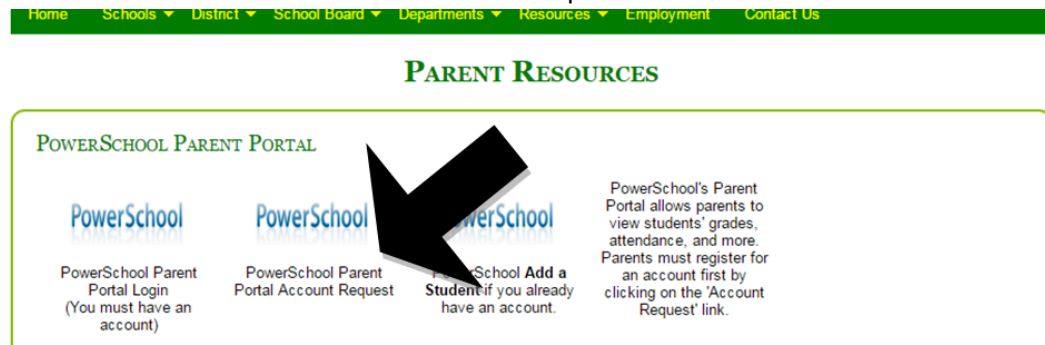 Home Schools District School Board Departments Resources Employment Contact Us
PARENT RESOURCES
POWERSCHOOL PARENT PORTAL
PowerSchool
PowerSchool Parent
Portal Login
(You must have an
account)
PowerSchool
PowerSchool Parent
Portal Account Request
School
School Add a
Student if you already
have an account.
PowerSchool's Parent
Portal allows parents to
view students' grades,
attendance, and more.
Parents must register for
an account first by
clicking on the 'Account
Request' link.